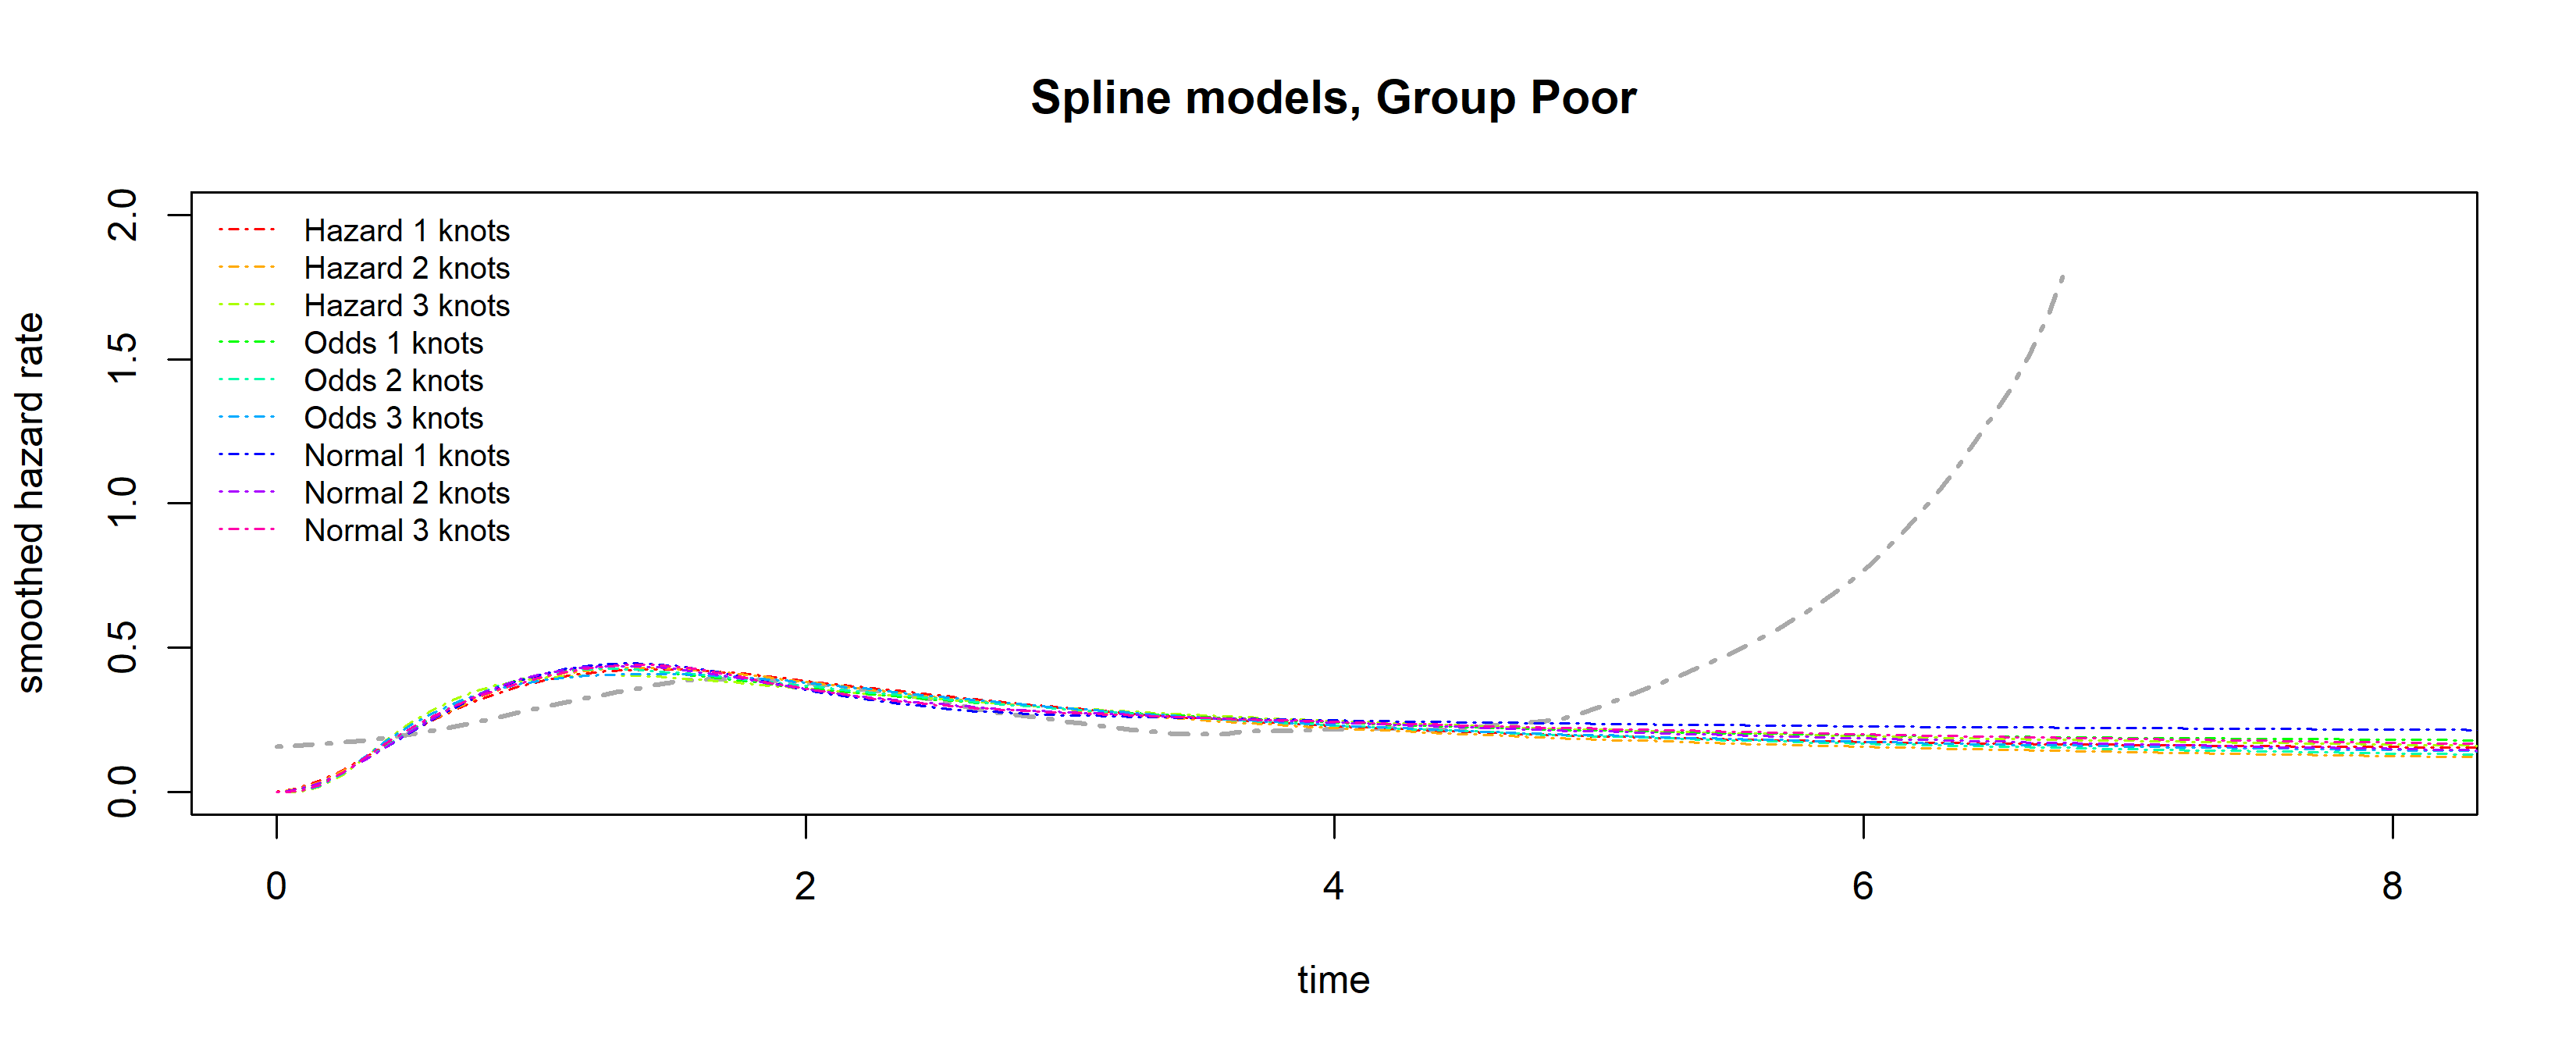 Spline models, Group Poor
smoothed hazard rate
2.0
1.5
1.0
0.5
0.0
Hazard 1 knots
Hazard 2 knots
Hazard 3 knots
Odds 1 knots
Odds 2 knots
Odds 3 knots
Normal 1 knots
Normal 2 knots
Normal 3 knots
0 2 4 6 8
time